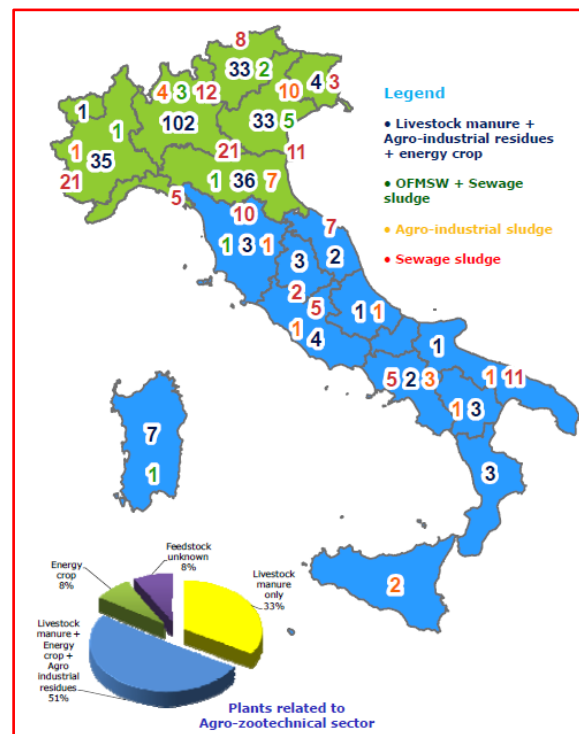 8
33 2
4 3 12
4 3
10
1
102
33 5
1
1
35
21
11
21
1 36 7
5
10
7
1 3 1
3
2
2
5
1 1
1
4
1
5 2 3
1 11
1 3
7
3
1
2
Legend
• Livestock manure +
Agro-industrial residues
+ energy crop
• OFMSW + Sewage
sludge
• Agro-industrial sludge
• Sewage sludge
Feedstock
unknown
8%
Energy
crop
8%
Livestock
manure
only
33%
Livestock
manure +
Energy
crop +
Agro
industrial
residues
51%
Plants related to
Agro-zootechnical sector